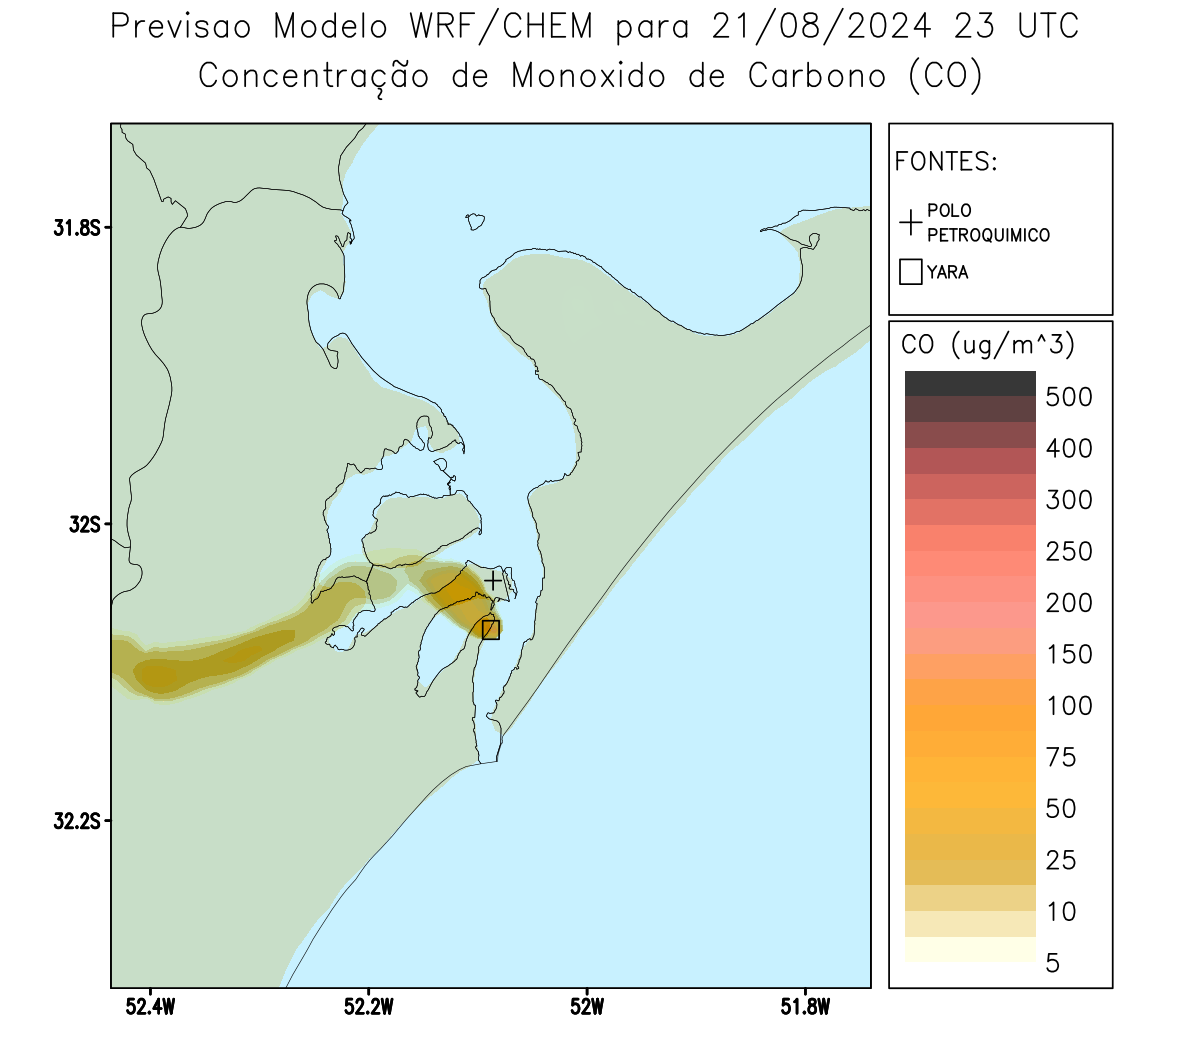 Previsao Modelo WRF/CHEM para 21/08/2024 23 UTC
Concentração de Monoxido de Carbono (CO)
FONTES:
POLO
PETROQUIMICO
YARA
CO (ug/m^3)
500
400
300
250
200
150
100
75
50
25
10
5
31.8S
32S
32.2S
52.4W
52.2W
52W
51.8W